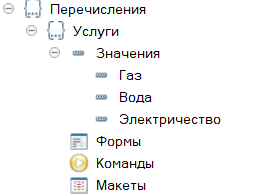 Перечисления
Услуги
Значения
Газ
Вода
Электричество
Формы
Команды
Макеты